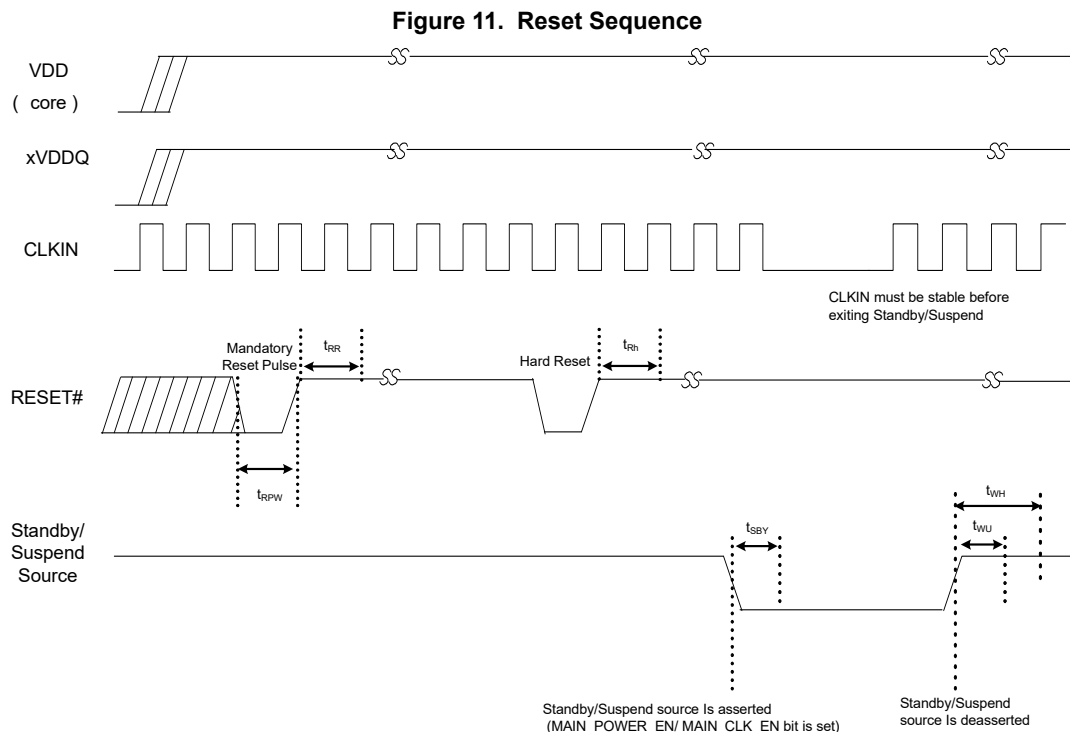 Figure 11. Reset Sequence
VDD
( core )
xVDDQ
CLKIN
CLKIN must be stable before
exiting Standby/Suspend
Mandatory
Reset Pulse
tRR
Hard Reset
tRh
RESET#
tRPW
tWH
tSBY
tWU
Standby/
Suspend
Source
Standby/Suspend source Is asserted
(MAIN_POWER_EN/ MAIN_CLK_EN bit is set)
Standby/Suspend
source Is deasserted